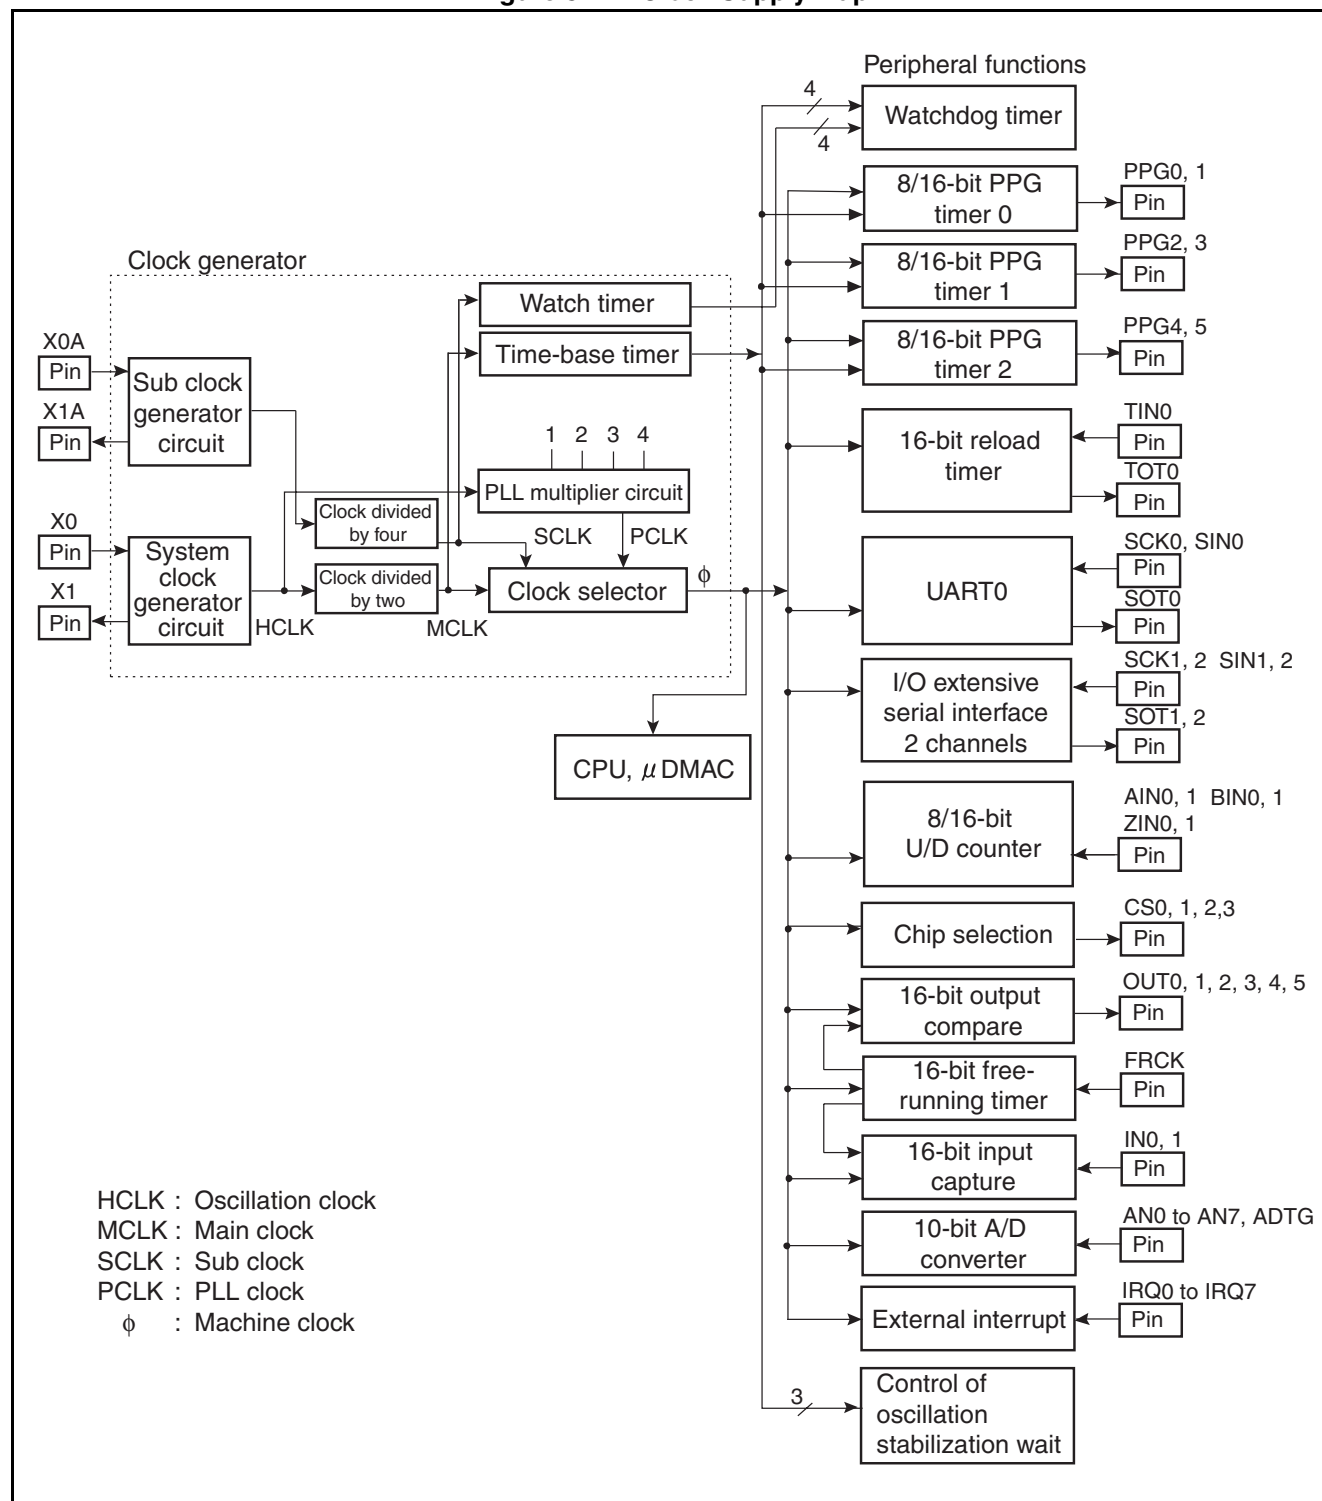 Peripheral functions
4
Watchdog timer
4
8/16-bit PPG
timer 0
PPG0, 1
Pin
8/16-bit PPG
timer 1
PPG2, 3
Pin
8/16-bit PPG
timer 2
PPG4, 5
Pin
Clock generator
Watch timer
Time-base timer
X0A
Pin
X1A
Pin
Sub clock
generator
circuit
1 2 3 4
PLL multiplier circuit
Clock divided
by four
SCLK
PCLK
X0
Pin
X1
Pin
System
clock
generator
circuit
HCLK
Clock divided
by two
MCLK
Clock selector
ϕ
CPU, μDMAC
16-bit reload
timer
TIN0
Pin
TOT0
Pin
UART0
SCK0, SIN0
Pin
SOT0
Pin
I/O extensive
serial interface
2 channels
SCK1, 2 SIN1, 2
Pin
SOT1, 2
Pin
8/16-bit
U/D counter
AIN0, 1 BIN0, 1
ZIN0, 1
Pin
Chip selection
CS0, 1, 2,3
Pin
16-bit output
compare
OUT0, 1, 2, 3, 4, 5
Pin
16-bit free-
running timer
FRCK
Pin
16-bit input
capture
IN0, 1
Pin
10-bit A/D
converter
AN0 to AN7, ADTG
Pin
External interrupt
IRQ0 to IRQ7
Pin
3
Control of
oscillation
stabilization wait
HCLK : Oscillation clock
MCLK : Main clock
SCLK : Sub clock
PCLK : PLL clock
ϕ : Machine clock